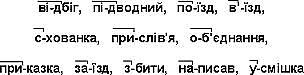 ві-дбіг, пі-дводний, по-їзд, в'-їзд,
с-хованка, при-слів'я, о-б'єднання,
при-казка, за-їзд, з-бити, на-писав, у-смішка